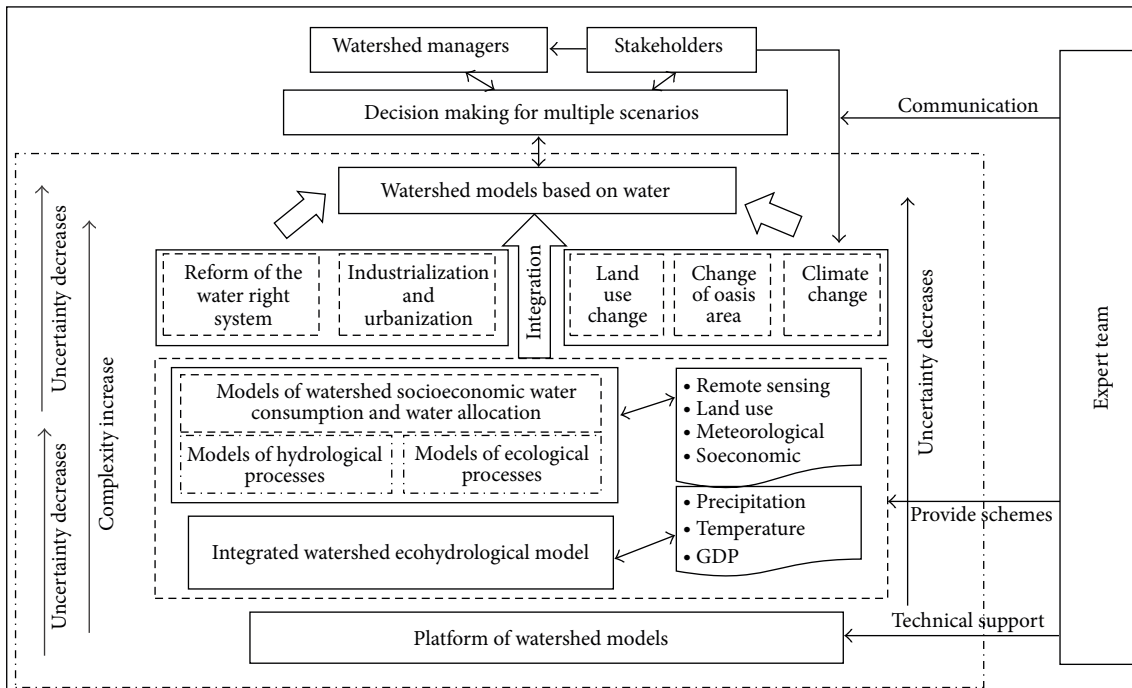 Watershed managers
Stakeholders
Communication
Decision making for multiple scenarios
Watershed models based on water
Uncertainty decreases
Uncertainty decreases
Complexity increase
Reform of the
water right
system
Industrialization
and
urbanization
Integration
Land
use
change
Change
of oasis
area
Climate
change
Uncertainty decreases
Expert team
Models of watershed socioeconomic water
consumption and water allocation
Models of hydrological
processes
Models of ecological
processes
• Remote sensing
• Land use
• Meteorological
• Soeconomic
Integrated watershed ecohydrological model
• Precipitation
• Temperature
• GDP
Provide schemes
Platform of watershed models
Technical support